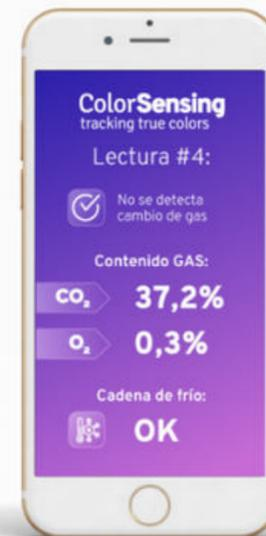 ColorSensing
tracking true colors
Lectura #4:
No se detecta
cambio de gas
Contenido GAS:
CO₂ 37,2%
O₂ 0,3%
Cadena de frío:
OK